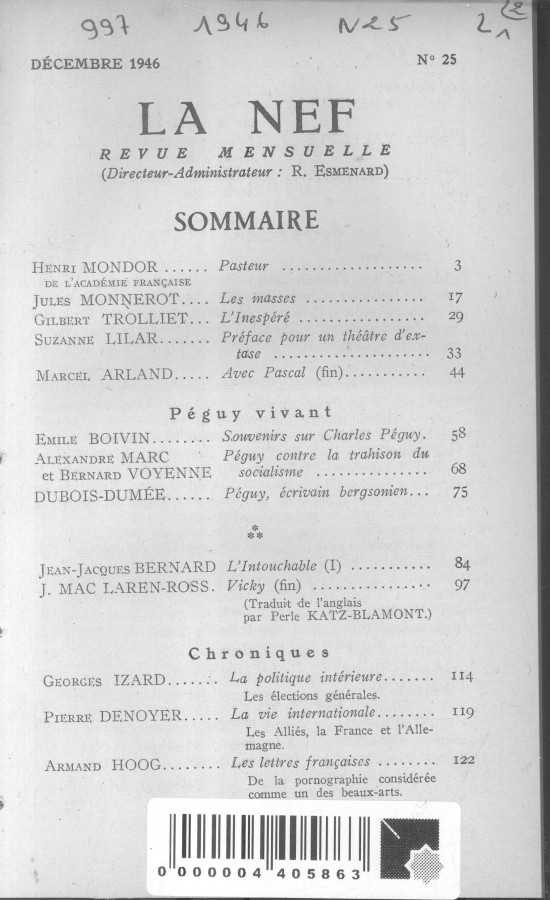 997 1946 N25 2
DÉCEMBRE 1946 N° 25
LA NEF
REVUE MENSUELLE
(Directeur-Administrateur : R. ESMENARD)
SOMMAIRE
HENRI MONDOR ...... Pasteur ................... 3
DE L'ACADÉMIE FRANÇAISE
JULES MONNEROT.... Les masses ................ 17
GILBERT TROLLIET... L'Inespéré ................. 29
SUZANNE LILAR....... Préface pour un théâtre d'ex-
tase ..................... 33
MARCEL ARLAND..... Avec Pascal (fin)........... 44
Péguy vivant
EMILE BOIVIN........ Souvenirs sur Charles Péguy. 58
ALEXANDRE MARC Péguy contre la trahison du
et BERNARD VOYENNE socialisme ............... 68
DUBOIS-DUMÉE...... Péguy, écrivain bergsonien... 75
***
JEAN-JACQUES BERNARD L'Intouchable (I) ........... 84
J. MAC LAREN-ROSS. Vicky (fin) ................ 97
(Traduit de l'anglais
par Perle KATZ-BLAMONT.)
Chroniques
GEORGES IZARD...... La politique intérieure....... 114
Les élections générales.
PIERRE DENOYER..... La vie internationale........ 119
Les Alliés, la France et l'Alle-
magne.
ARMAND HOOG........ Les lettres françaises ........ 122
De la pornographie considérée
comme un des beaux-arts.
0 000004 405863